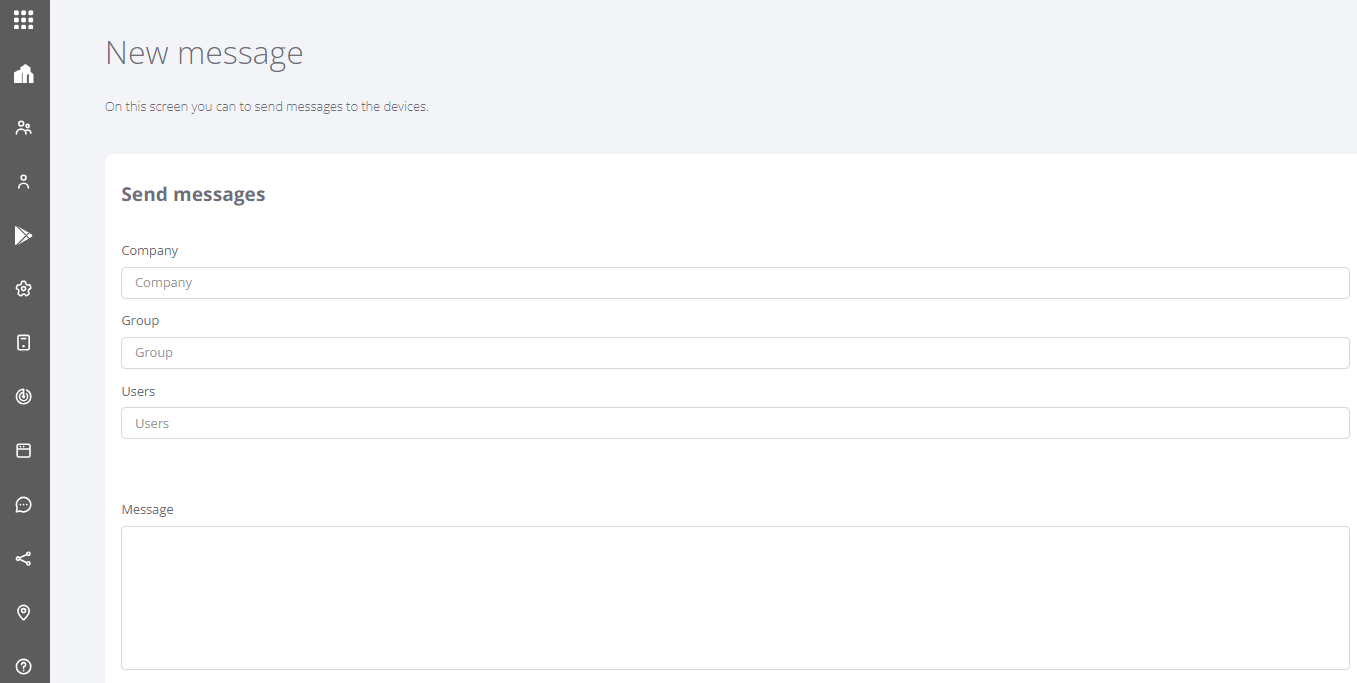 New message
On this screen you can to send messages to the devices.
Send messages
Company
Company
Group
Group
Users
Users
Message